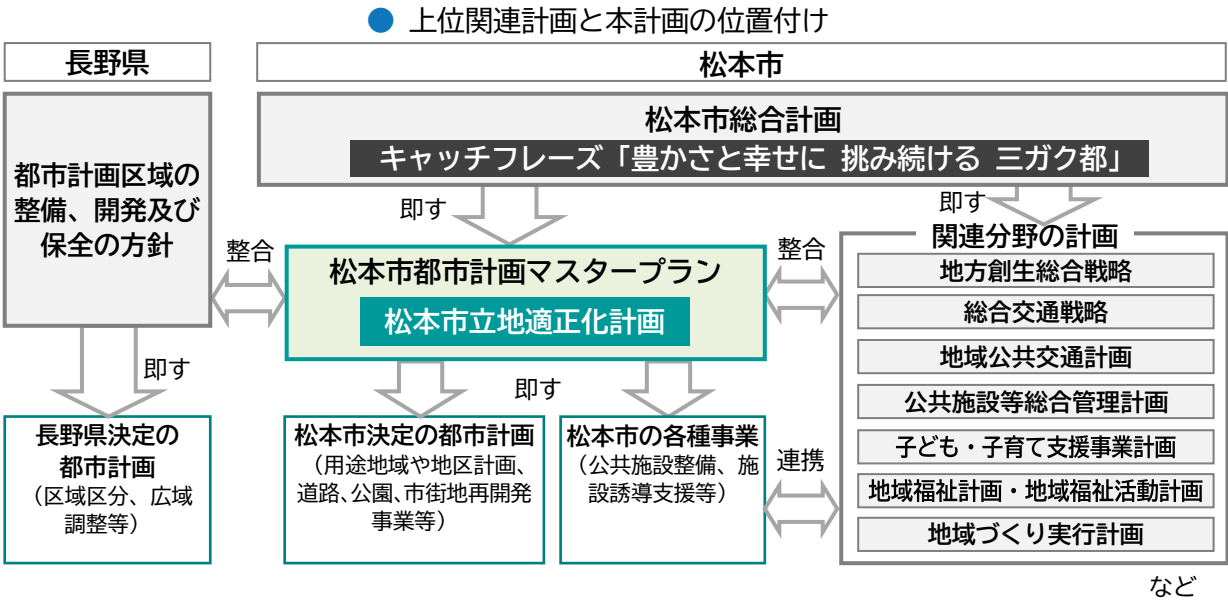 ● 上位関連計画と本計画の位置付け
長野県
松本市
都市計画区域の
整備、開発及び
保全の方針
松本市総合計画
キャッチフレーズ「豊かさと幸せに 挑み続ける 三ガク都」
即す
即す
整合
松本市都市計画マスタープラン
松本市立地適正化計画
整合
関連分野の計画
地方創生総合戦略
総合交通戦略
地域公共交通計画
公共施設等総合管理計画
子ども・子育て支援事業計画
地域福祉計画・地域福祉活動計画
地域づくり実行計画
即す
即す
長野県決定の
都市計画
（区域区分、広域
調整等）
松本市決定の都市計画
（用途地域や地区計画、
道路、公園、市街地再開発
事業等）
松本市の各種事業
（公共施設整備、施
設誘導支援等）
連携
など